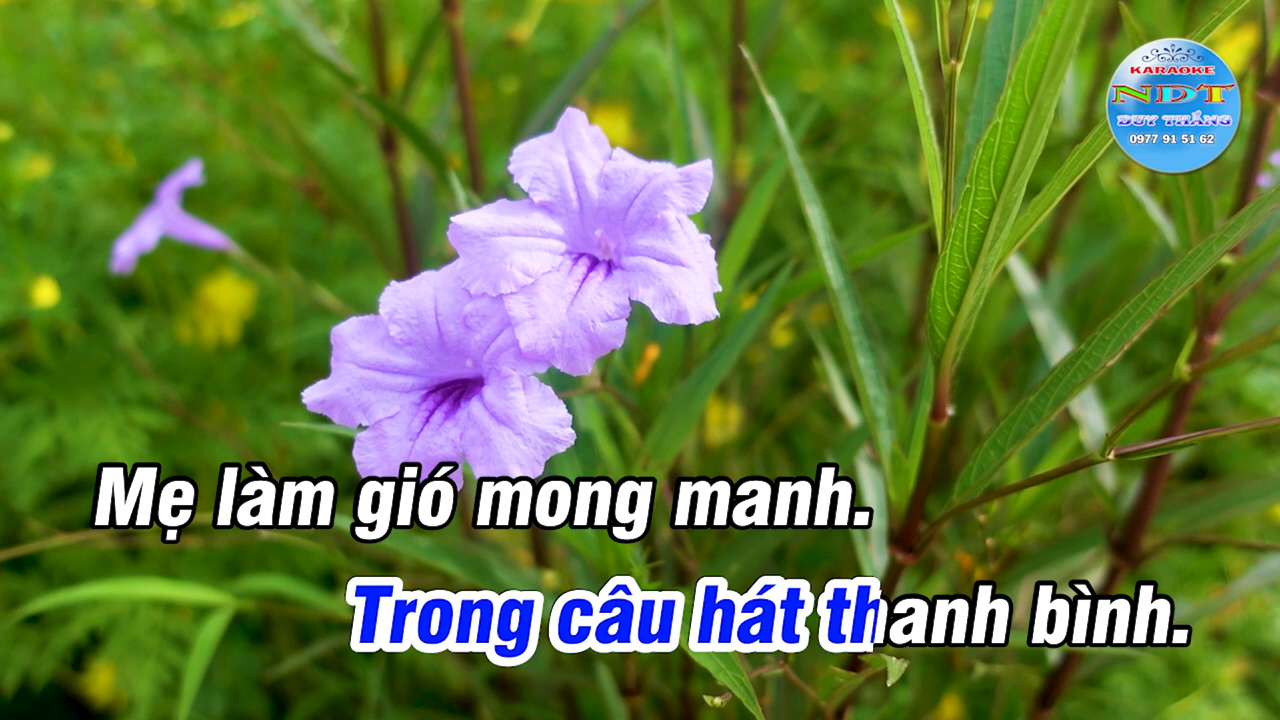 KARAOKE
NDT
DUY THẮNG
0977 91 51 62
Mẹ làm gió mong manh.
Trong câu hát thanh bình.